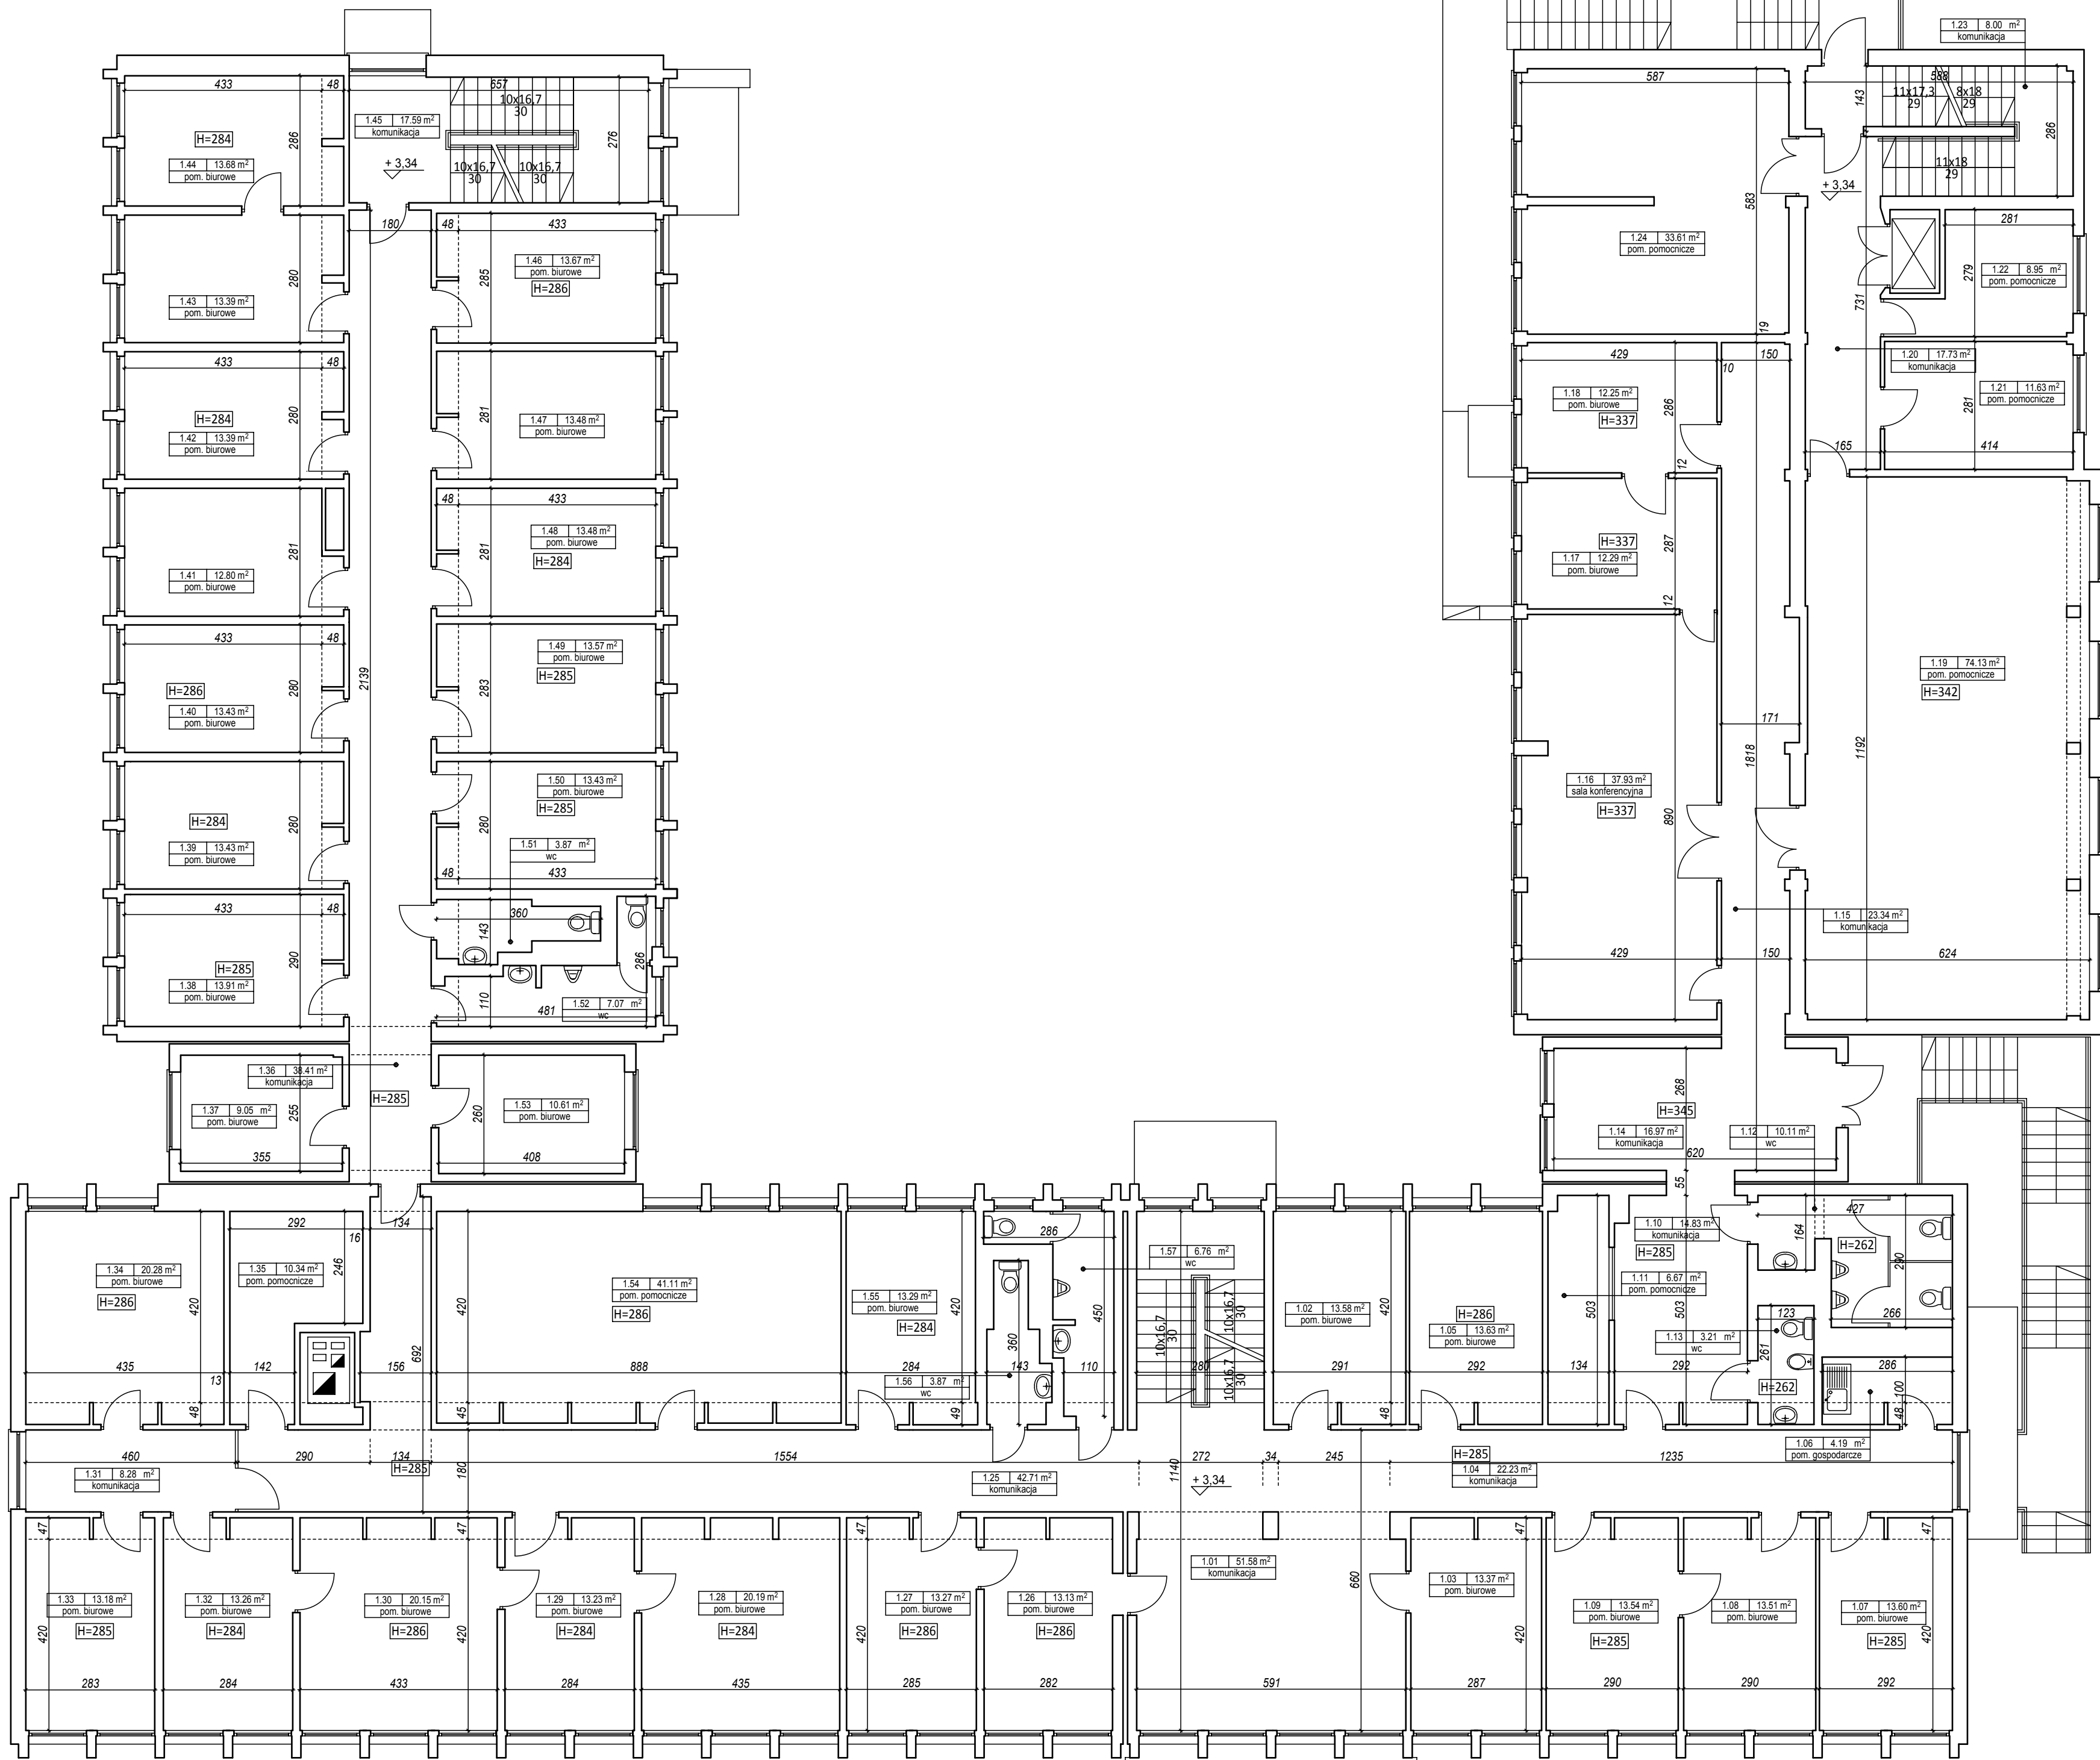 1.23 8.00 m²
komunikacja
433 48 657 587 588
10x16,7
30
11x17,3
29
8x18
29
143
286
1.45 17.59 m²
komunikacja
H=284
286
276
1.44 13.68 m²
pom. biurowe
+ 3,34
10x16,7
30
10x16,7
30
11x18
29
+ 3,34
583
180 48 433 281
1.24 33.61 m²
pom. pomocnicze
1.46 13.67 m²
pom. biurowe
H=286
285
280
1.43 13.39 m²
pom. biurowe
1.22 8.95 m²
pom. pomocnicze
279
731
19
433 48 429 150
10
1.20 17.73 m²
komunikacja
1.21 11.63 m²
pom. pomocnicze
281
1.18 12.25 m²
pom. biurowe
H=337
286
H=284
280
1.42 13.39 m²
pom. biurowe
281
1.47 13.48 m²
pom. biurowe
165 414
12
48 433
1.48 13.48 m²
pom. biurowe
H=284
281
281
1.41 12.80 m²
pom. biurowe
H=337
287
1.17 12.29 m²
pom. biurowe
12
433 48
2139
1.49 13.57 m²
pom. biurowe
H=285
283
H=286
280
1.40 13.43 m²
pom. biurowe
1.19 74.13 m²
pom. pomocnicze
H=342
171
1818
1192
1.50 13.43 m²
pom. biurowe
H=285
280
H=284
280
1.39 13.43 m²
pom. biurowe
1.16 37.93 m²
sala konferencyjna
H=337
890
1.51 3.87 m²
wc
48 433
433 48
360
143
286
1.15 23.34 m²
komunikacja
429 150 624
H=285
290
1.38 13.91 m²
pom. biurowe
110
481
1.52 7.07 m²
wc
1.36 38.41 m²
komunikacja
H=285
1.37 9.05 m²
pom. biurowe
255
355
260
1.53 10.61 m²
pom. biurowe
408
268
H=345
1.14 16.97 m²
komunikacja
1.12 10.11 m²
wc
620
55
292 134
16
246
286
427
1.10 14.83 m²
komunikacja
H=285
164
H=262
290
1.34 20.28 m²
pom. biurowe
H=286
420
1.35 10.34 m²
pom. pomocnicze
420
1.54 41.11 m²
pom. pomocnicze
H=286
1.55 13.29 m²
pom. biurowe
H=284
420
1.57 6.76 m²
wc
450
360
10x16,7
30
10x16,7
30
10x16,7
30
1.02 13.58 m²
pom. biurowe
420
H=286
1.05 13.63 m²
pom. biurowe
1.11 6.67 m²
pom. pomocnicze
503
503
1.13 3.21 m²
wc
123
261
266
692
435 142 156 888 284 143 110 280 291 292 134 292 286
13
1.56 3.87 m²
wc
H=262
100
48
48 45 49 48
1.06 4.19 m²
pom. gospodarcze
460 290 134 1554 272 34 245 1235
H=285
H=285
180
1140
1.31 8.28 m²
komunikacja
1.25 42.71 m²
komunikacja
+ 3,34
1.04 22.23 m²
komunikacja
47 47 47 47 47
1.01 51.58 m²
komunikacja
660
1.33 13.18 m²
pom. biurowe
H=285
420
1.32 13.26 m²
pom. biurowe
H=284
1.30 20.15 m²
pom. biurowe
H=286
420
1.29 13.23 m²
pom. biurowe
H=284
1.28 20.19 m²
pom. biurowe
H=284
1.27 13.27 m²
pom. biurowe
H=286
420
1.26 13.13 m²
pom. biurowe
H=286
1.03 13.37 m²
pom. biurowe
420
1.09 13.54 m²
pom. biurowe
H=285
1.08 13.51 m²
pom. biurowe
1.07 13.60 m²
pom. biurowe
H=285
420
283 284 433 284 435 285 282 591 287 290 290 292